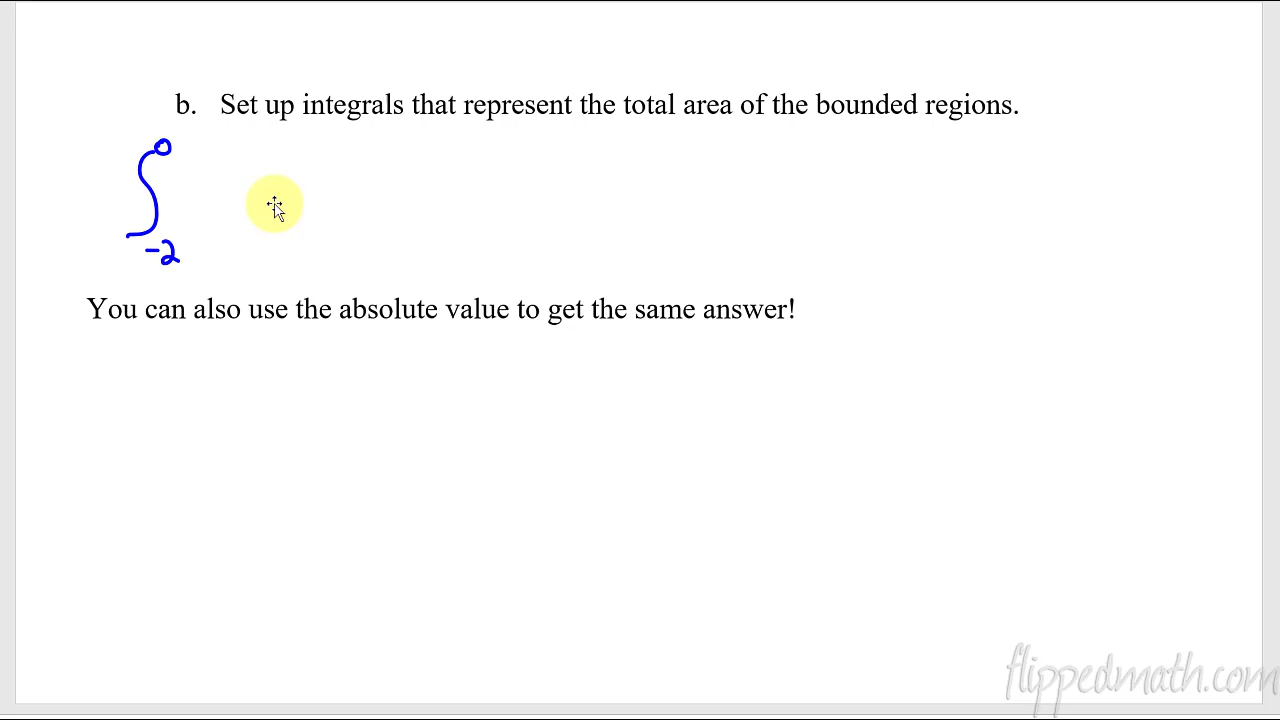 b. Set up integrals that represent the total area of the bounded regions.
∫
0
-2
You can also use the absolute value to get the same answer!
flippedmath.com